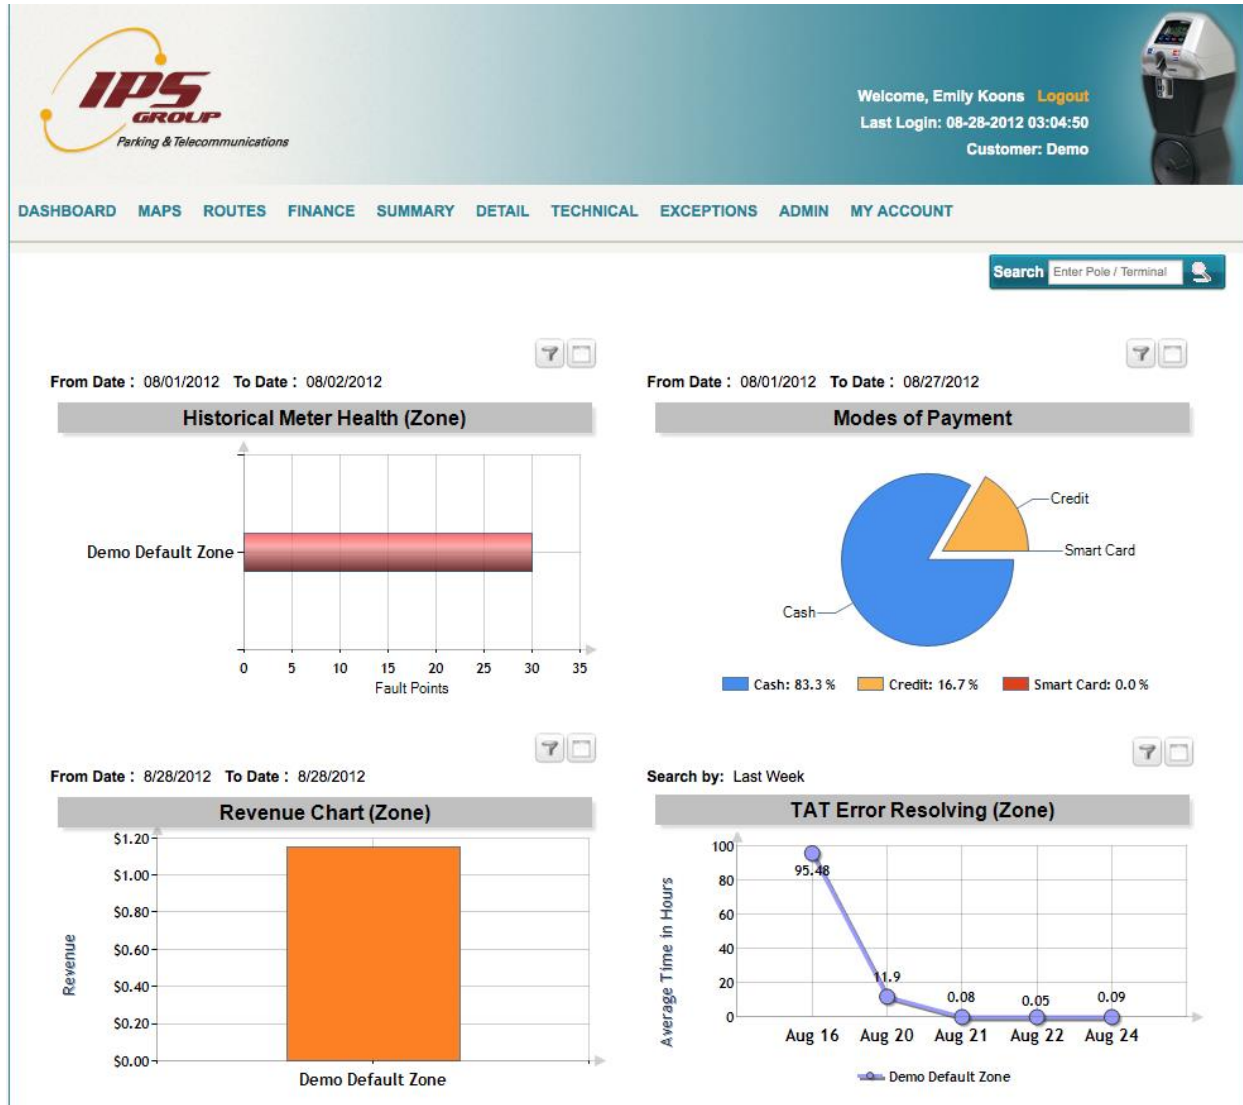 IPS
GROUP
Parking & Telecommunications
Welcome, Emily Koons Logout
Last Login: 08-28-2012 03:04:50
Customer: Demo
DASHBOARD MAPS ROUTES FINANCE SUMMARY DETAIL TECHNICAL EXCEPTIONS ADMIN MY ACCOUNT
Search Enter Pole / Terminal
From Date : 08/01/2012 To Date : 08/02/2012
Historical Meter Health (Zone)
Demo Default Zone
0 5 10 15 20 25 30 35
Fault Points
From Date : 08/01/2012 To Date : 08/27/2012
Modes of Payment
Credit
Smart Card
Cash
Cash: 83.3 % Credit: 16.7 % Smart Card: 0.0 %
From Date : 8/28/2012 To Date : 8/28/2012
Revenue Chart (Zone)
$1.20
$1.00
$0.80
$0.60
$0.40
$0.20
$0.00
Revenue
Demo Default Zone
Search by: Last Week
TAT Error Resolving (Zone)
100
80
60
40
20
0
Average Time in Hours
95.48
11.9
0.08
0.05
0.09
Aug 16 Aug 20 Aug 21 Aug 22 Aug 24
Demo Default Zone